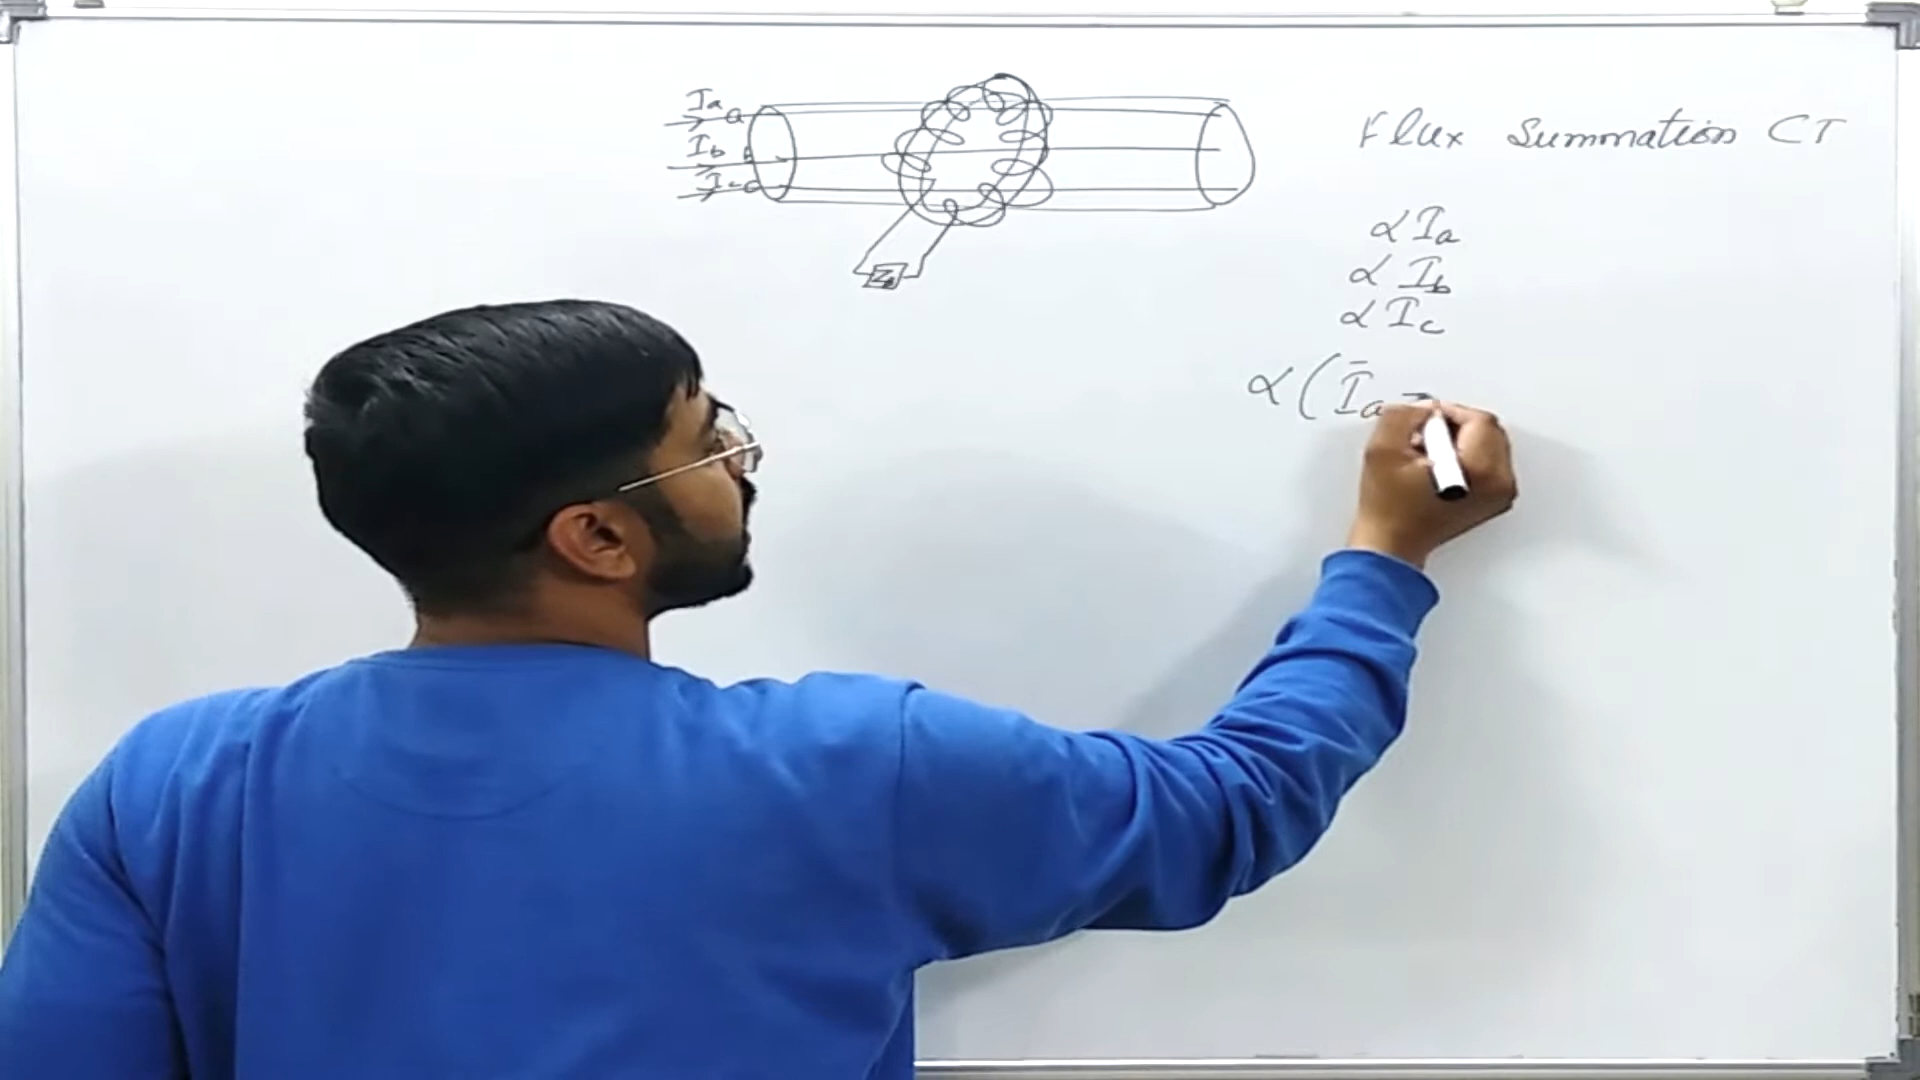 Flux Summation CT
Ia a
Ib b
Ic c
α Ia
α Ib
α Ic
α ( Īa